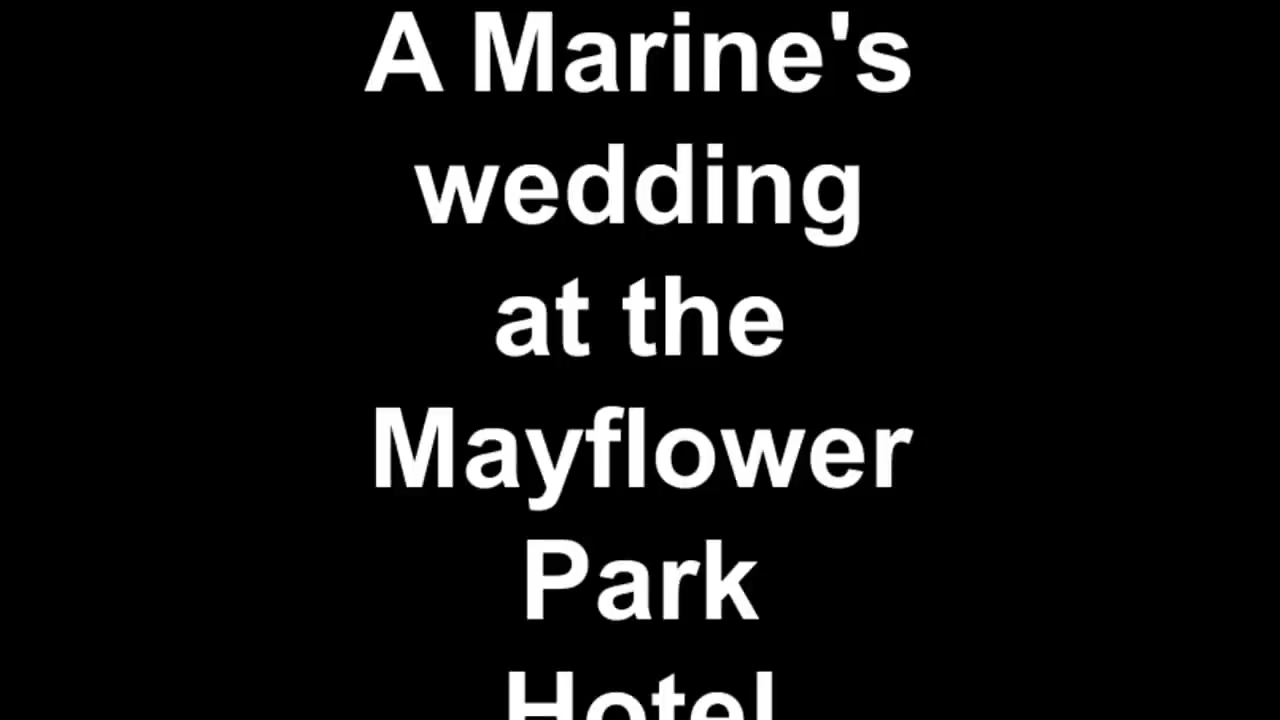 A Marine's
wedding
at the
Mayflower
Park
Hotel